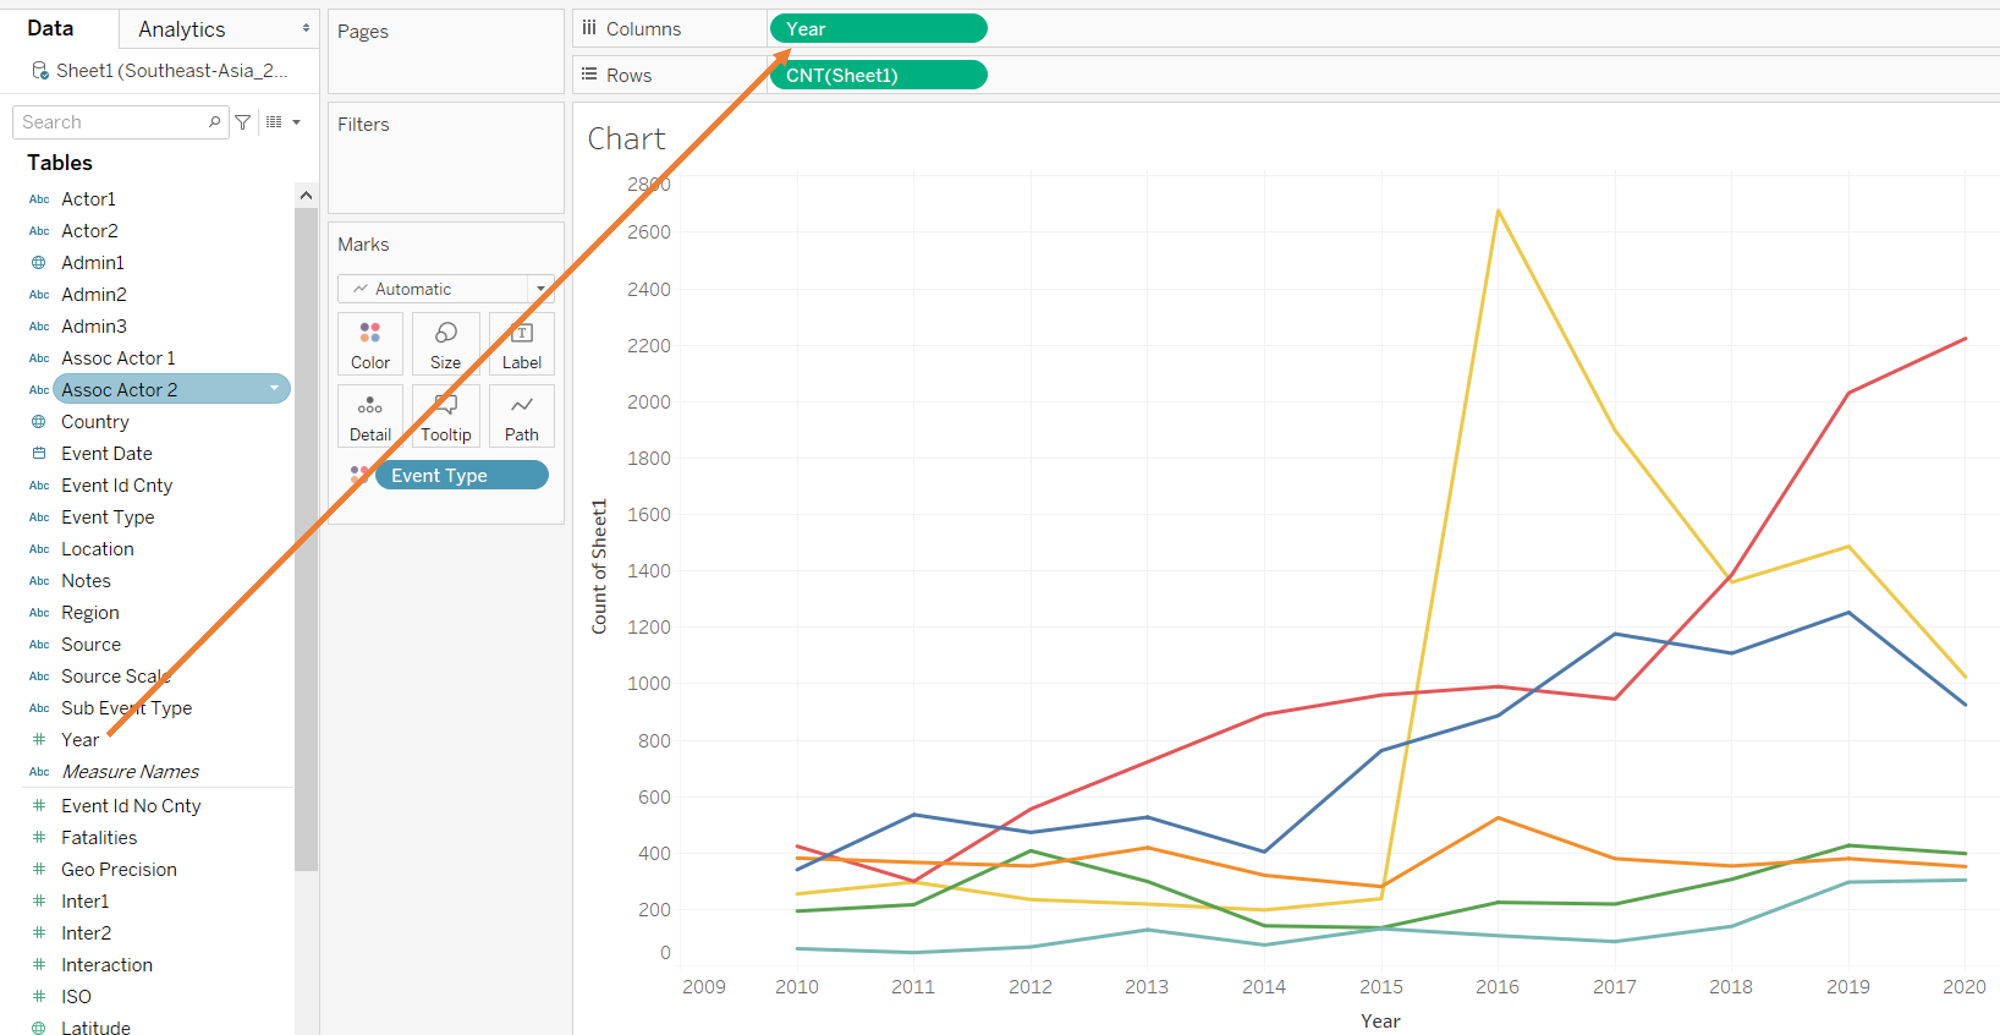 Data
Analytics
Sheet1 (Southeast-Asia_2...
Search
Tables
Abc Actor1
Abc Actor2
Admin1
Abc Admin2
Abc Admin3
Abc Assoc Actor 1
Abc Assoc Actor 2
Country
Event Date
Abc Event Id Cnty
Abc Event Type
Abc Location
Abc Notes
Abc Region
Abc Source
Abc Source Scale
Abc Sub Event Type
# Year
Abc Measure Names
# Event Id No Cnty
# Fatalities
# Geo Precision
# Inter1
# Inter2
# Interaction
# ISO
Latitude
Pages
Filters
Marks
Automatic
Color Size Label
Detail Tooltip Path
Event Type
Columns Year
Rows CNT(Sheet1)
Chart
Count of Sheet1
2800
2600
2400
2200
2000
1800
1600
1400
1200
1000
800
600
400
200
0
2009 2010 2011 2012 2013 2014 2015 2016 2017 2018 2019 2020
Year